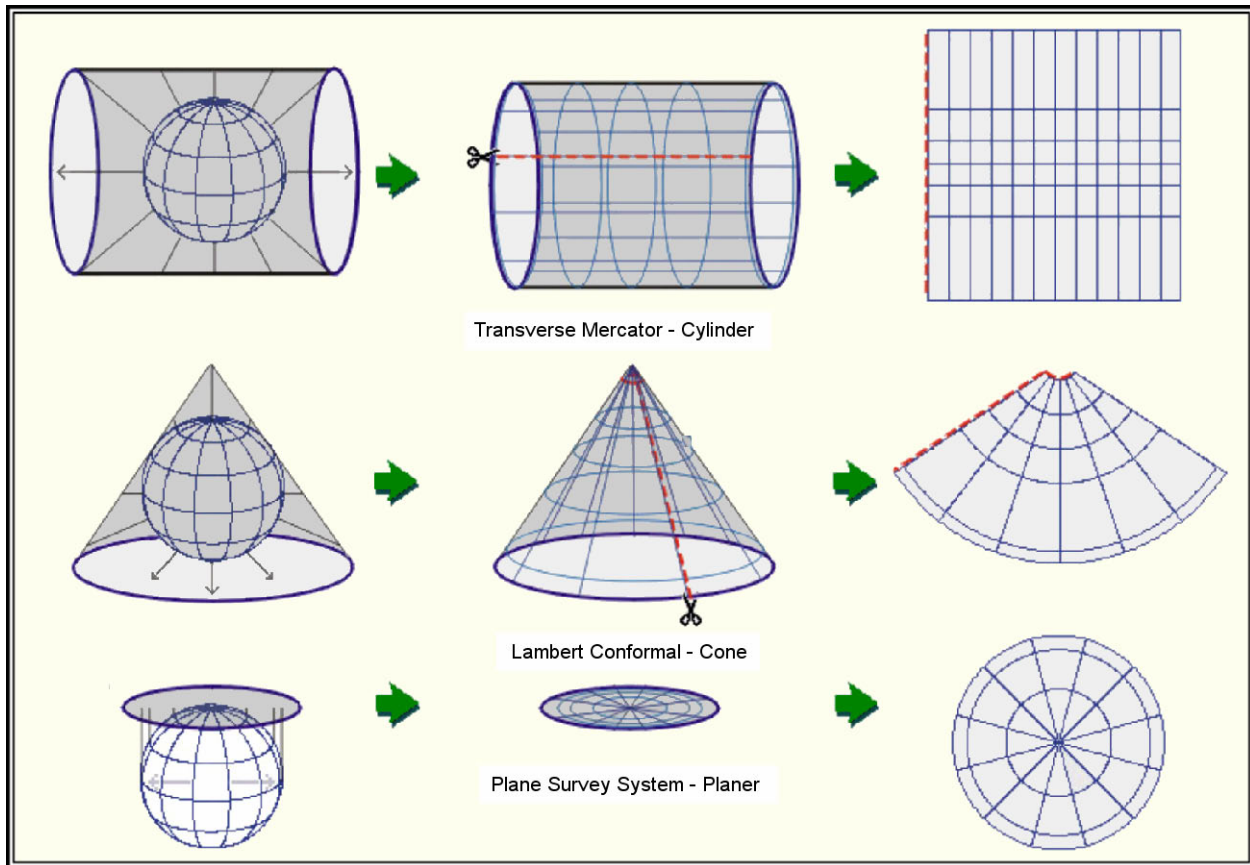 Transverse Mercator - Cylinder
Lambert Conformal - Cone
Plane Survey System - Planer